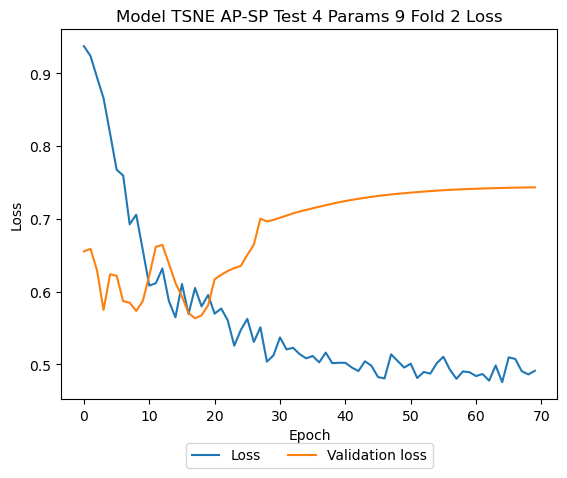 Model TSNE AP-SP Test 4 Params 9 Fold 2 Loss
0.9
0.8
0.7
0.6
0.5
Loss
0 10 20 30 40 50 60 70
Epoch
Loss Validation loss